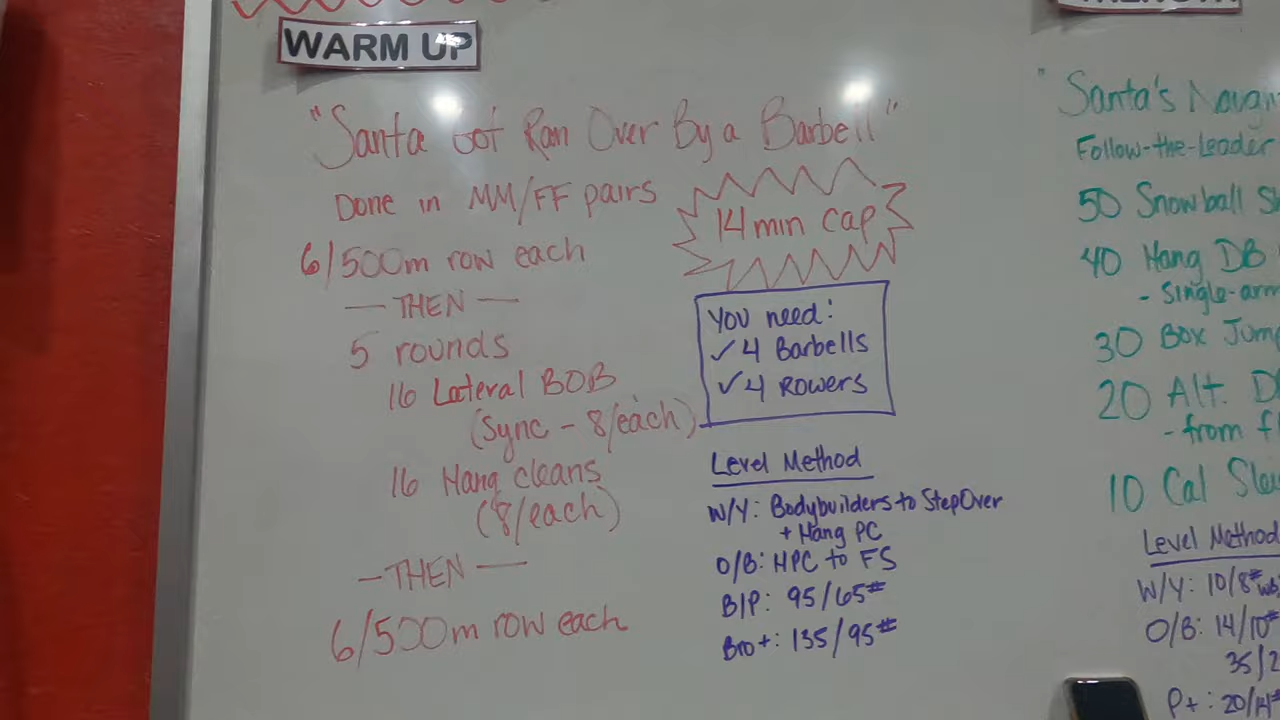 WARM UP
"Santa Got Ran Over By a Barbell"
Done in MM/FF pairs
14 min cap
6/500m row each
— THEN —
5 rounds
16 Lateral BOB
(Sync - 8/each)
16 Hang cleans
(8/each)
- THEN —
6/500m row each
You need:
✓ 4 Barbells
✓ 4 Rowers
Level Method
W/Y: Bodybuilders to StepOver
+ Hang PC
O/B: HPC to FS
B/P: 95/65#
Bro+: 135/95#
"Santa's
Follow-the-Leader
50 Snowball
40 Hang DB
- Single-arm
30 Box Jump
20 Alt.
- from
10 Cal
Level Method
W/Y: 10/8#
O/B: 14/10#
35/2
P+: 20/14#